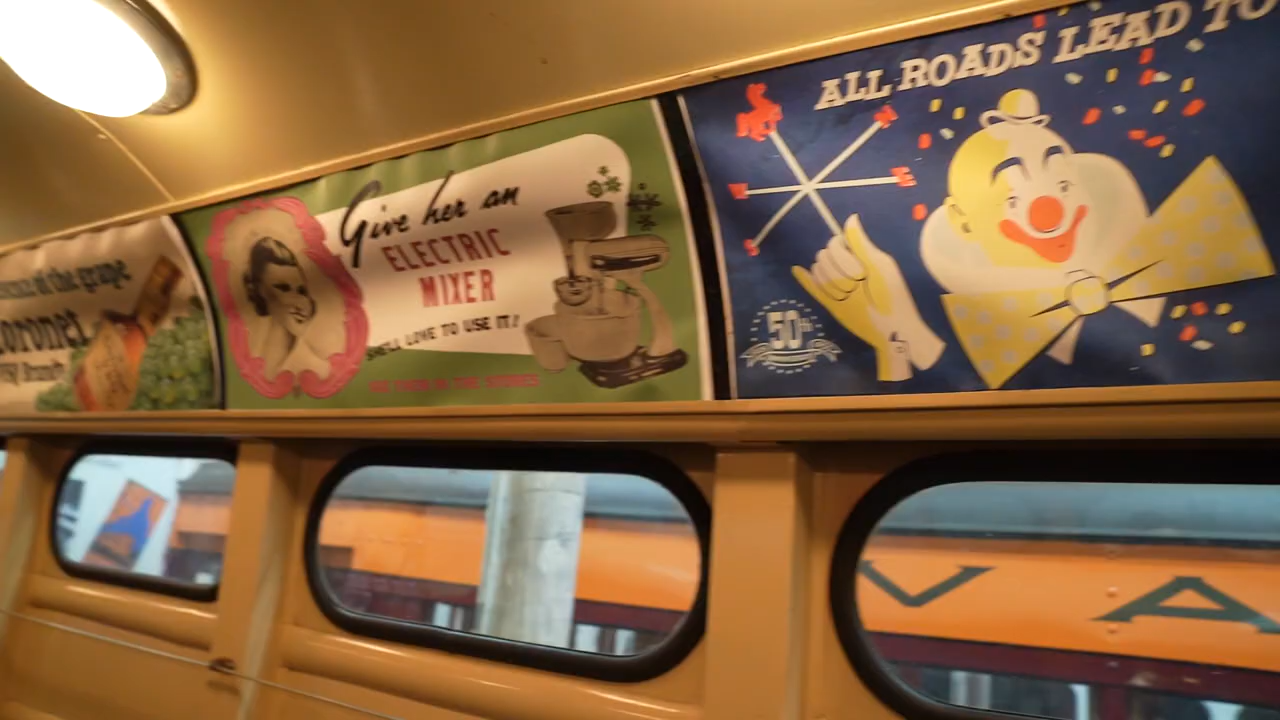 of the grape
Coronet
Brandy
Give her an
ELECTRIC
MIXER
SHE'LL LOVE TO USE IT!
ALL ROADS LEAD TO
50th
V A